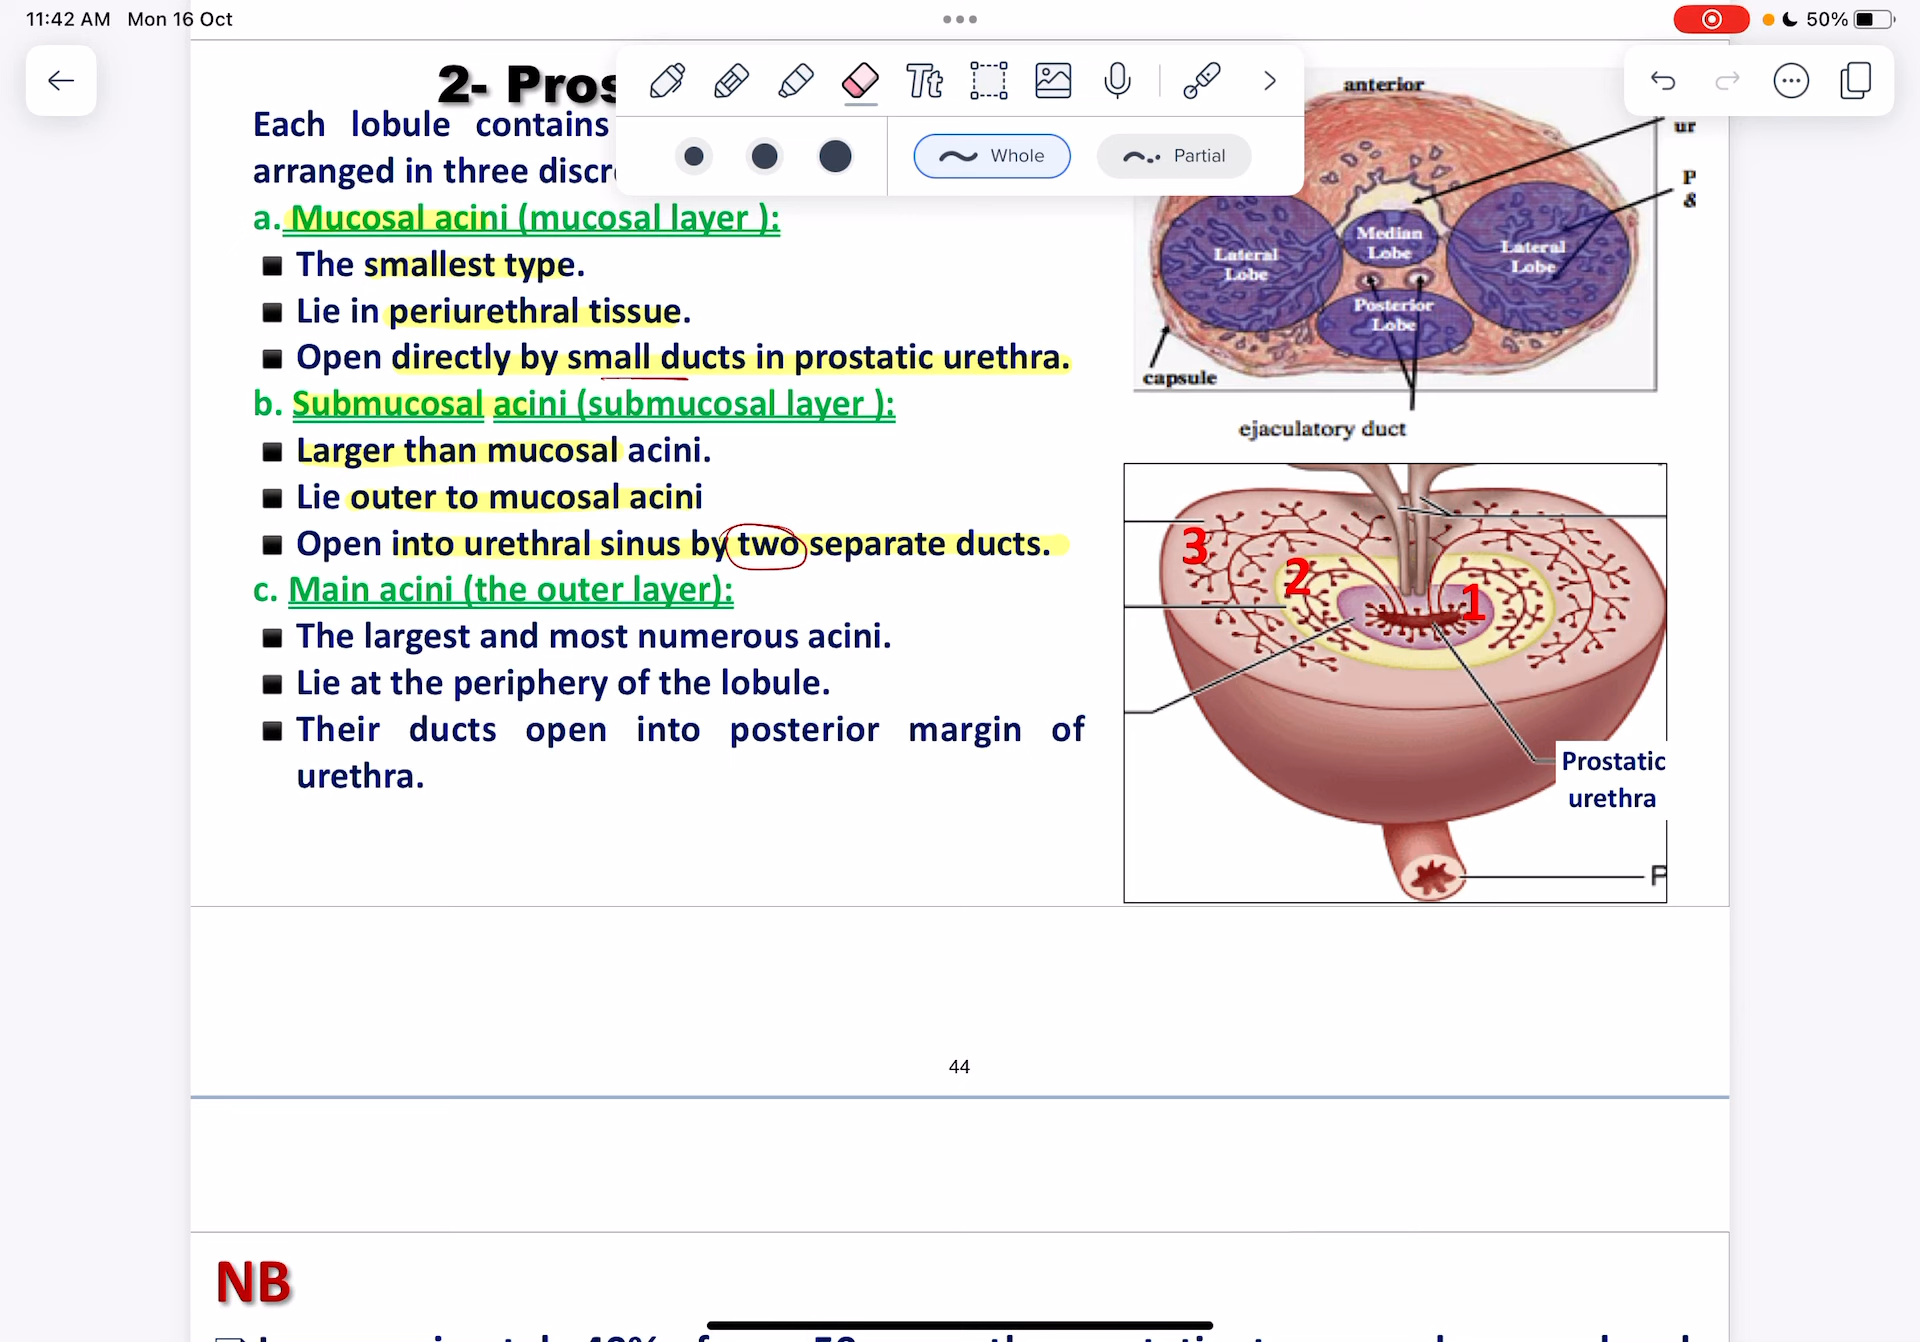 11:42 AM Mon 16 Oct
50%
2- Pros
Tt
Whole
Partial
Each lobule contains
arranged in three discr
a. Mucosal acini (mucosal layer ):
The smallest type.
Lie in periurethral tissue.
Open directly by small ducts in prostatic urethra.
b. Submucosal acini (submucosal layer ):
Larger than mucosal acini.
Lie outer to mucosal acini
Open into urethral sinus by two separate ducts.
c. Main acini (the outer layer):
The largest and most numerous acini.
Lie at the periphery of the lobule.
Their ducts open into posterior margin of
urethra.
anterior
ur
P
&
Lateral
Lobe
Median
Lobe
Lateral
Lobe
Posterior
Lobe
capsule
ejaculatory duct
3
2
1
Prostatic
urethra
P
44
NB